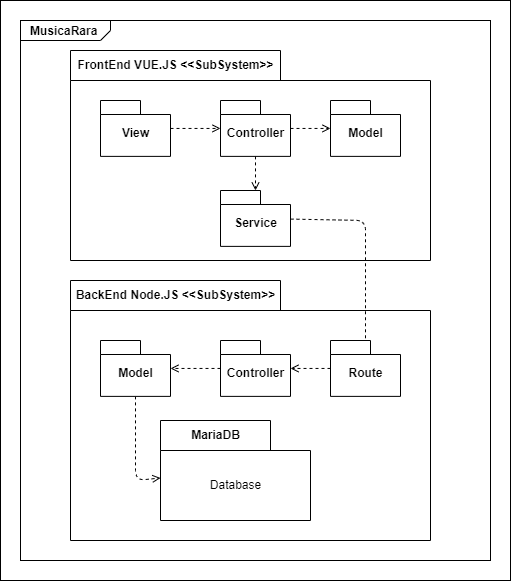 MusicaRara
FrontEnd VUE.JS <<SubSystem>>
View
Controller
Model
Service
BackEnd Node.JS <<SubSystem>>
Model
Controller
Route
MariaDB
Database